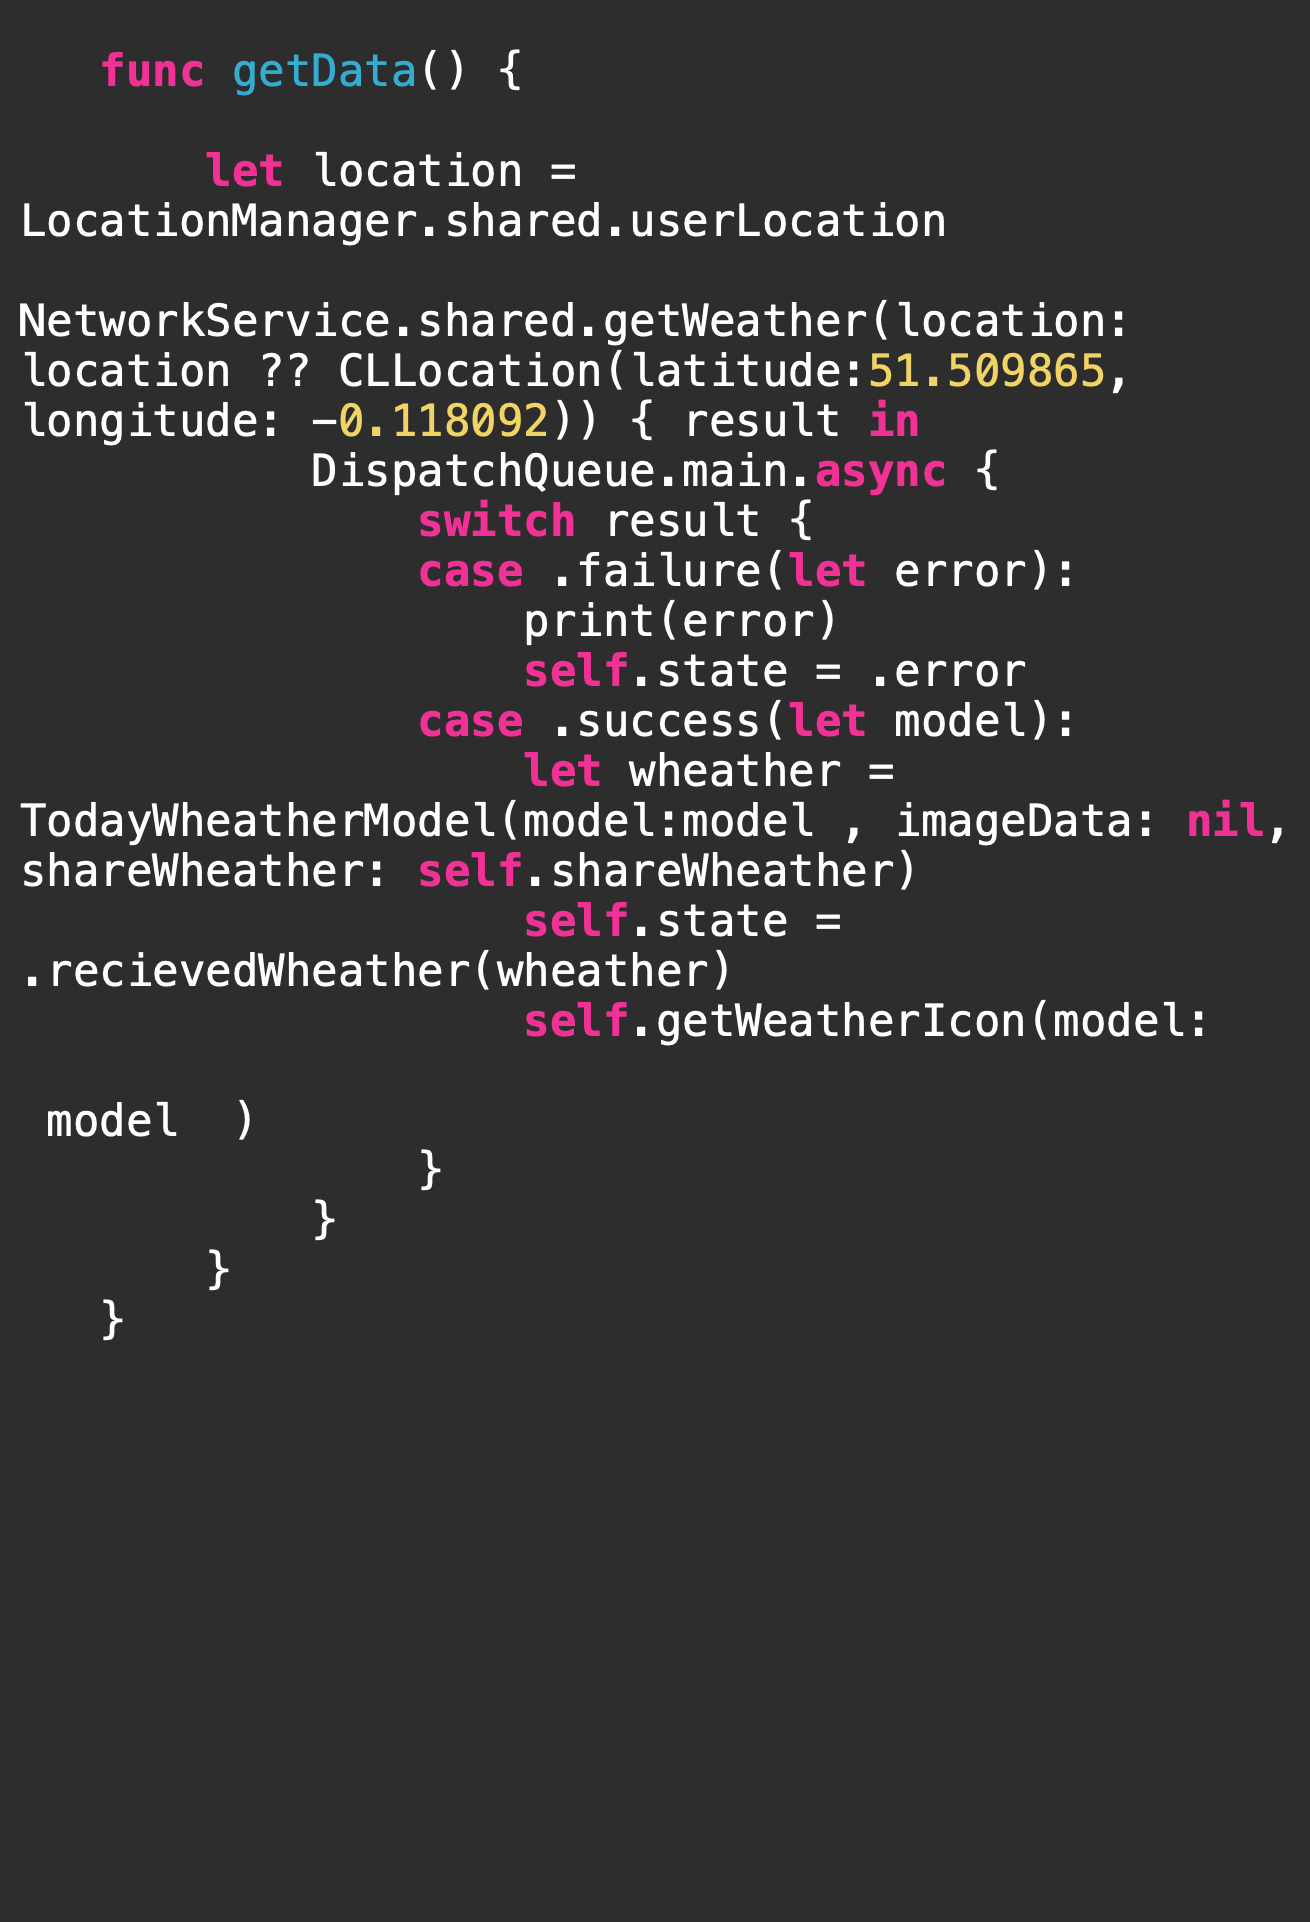 func getData() {
let location =
LocationManager.shared.userLocation
NetworkService.shared.getWeather(location:
location ?? CLLocation(latitude:51.509865,
longitude: −0.118092)) { result in
DispatchQueue.main.async {
switch result {
case .failure(let error):
print(error)
self.state = .error
case .success(let model):
let wheather =
TodayWheatherModel(model:model , imageData: nil,
shareWheather: self.shareWheather)
self.state =
.recievedWheather(wheather)
self.getWeatherIcon(model:
model  )
}
}
}
}